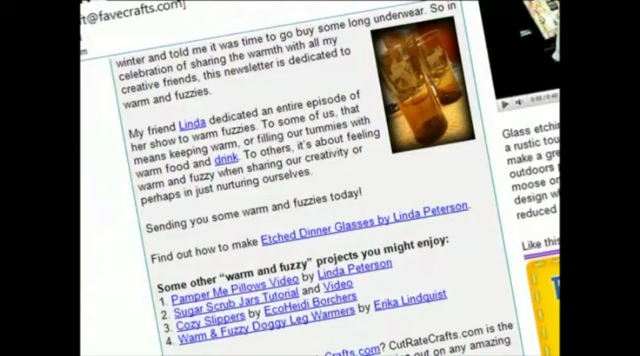 t@favecrafts.com]
winter and told me it was time to go buy some long underwear. So in
celebration of sharing the warmth with all my
creative friends, this newsletter is dedicated to
warm and fuzzies.
My friend Linda dedicated an entire episode of
her show to warm fuzzies. To some of us, that
means keeping warm, or filling our tummies with
warm food and drink. To others, it's about feeling
warm and fuzzy when sharing our creativity or
perhaps in just nurturing ourselves.
Sending you some warm and fuzzies today!
Find out how to make Etched Dinner Glasses by Linda Peterson.
Some other "warm and fuzzy" projects you might enjoy:
1. Pamper Me Pillows Video by Linda Peterson
2. Sugar Scrub Jars Tutorial and Video
3. Cozy Slippers by EcoHeidi Borchers
4. Warm & Fuzzy Doggy Leg Warmers by Erika Lindquist
Crafts.com? CutRateCrafts.com is the
out on any amazing
Glass etchin
a rustic tou
make a gre
outdoors
moose or
design w
reduced
Like this